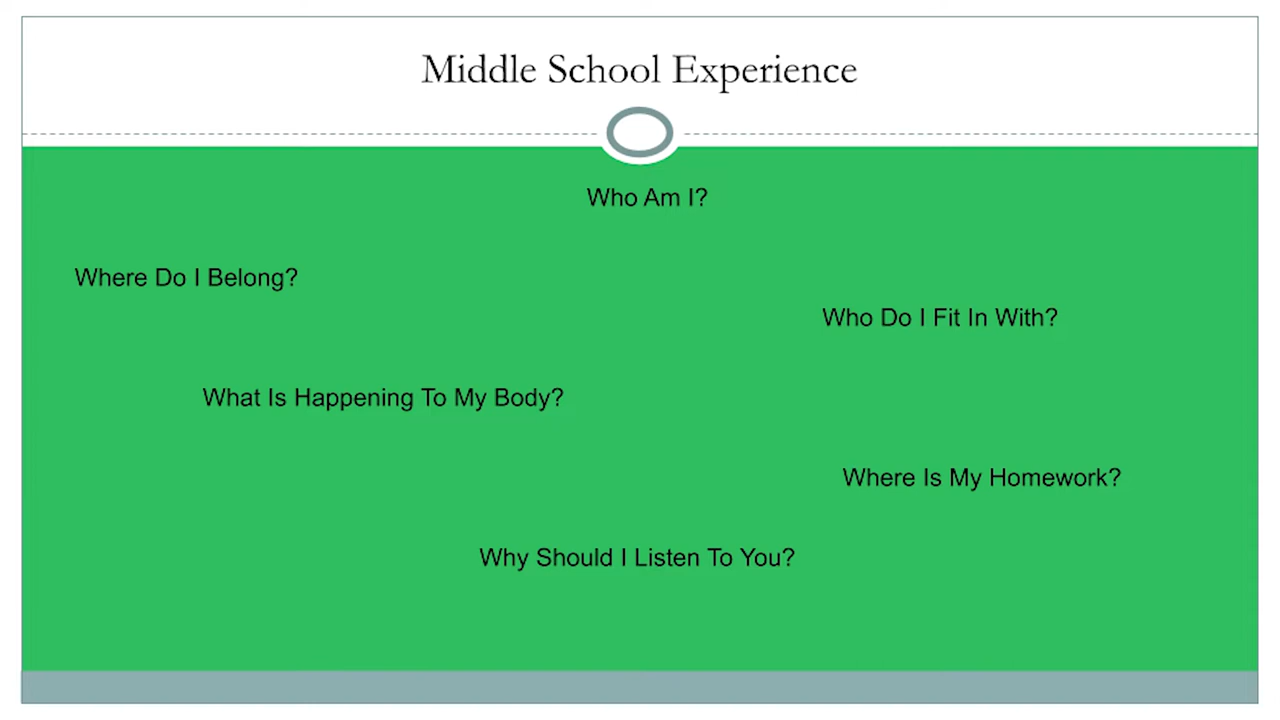 Middle School Experience
Who Am I?
Where Do I Belong?
Who Do I Fit In With?
What Is Happening To My Body?
Where Is My Homework?
Why Should I Listen To You?